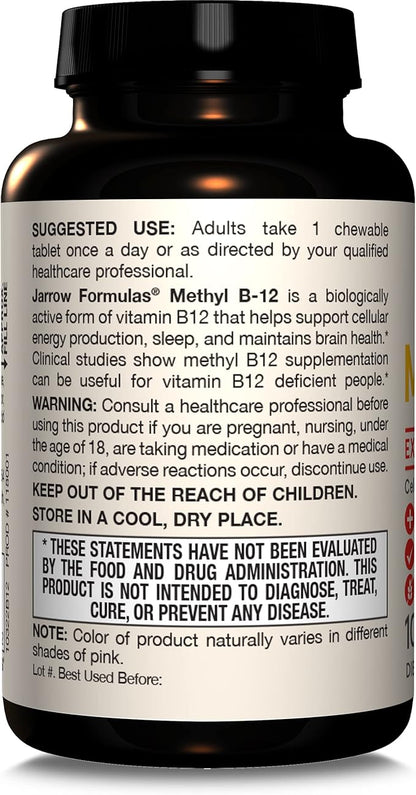 SUGGESTED USE: Adults take 1 chewable
tablet once a day or as directed by your qualified
healthcare professional.
Jarrow Formulas® Methyl B-12 is a biologically
active form of vitamin B12 that helps support cellular
energy production, sleep, and maintains brain health.*
Clinical studies show methyl B12 supplementation
can be useful for vitamin B12 deficient people.*
WARNING: Consult a healthcare professional before
using this product if you are pregnant, nursing, under
the age of 18, are taking medication or have a medical
condition; if adverse reactions occur, discontinue use.
KEEP OUT OF THE REACH OF CHILDREN.
STORE IN A COOL, DRY PLACE.
* THESE STATEMENTS HAVE NOT BEEN EVALUATED
BY THE FOOD AND DRUG ADMINISTRATION. THIS
PRODUCT IS NOT INTENDED TO DIAGNOSE, TREAT,
CURE, OR PREVENT ANY DISEASE.
NOTE: Color of product naturally varies in different
shades of pink.
Lot #. Best Used Before:
FILL LINE
10322B12 PROD # 118001